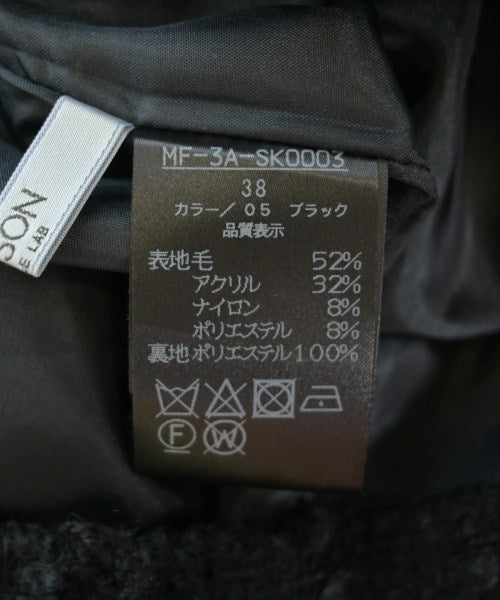 SON
E LAB
MF-3A-SK0003
38
カラー/05 ブラック
品質表示
表地毛 52%
アクリル 32%
ナイロン 8%
ポリエステル 8%
裏地ポリエステル100%
F W